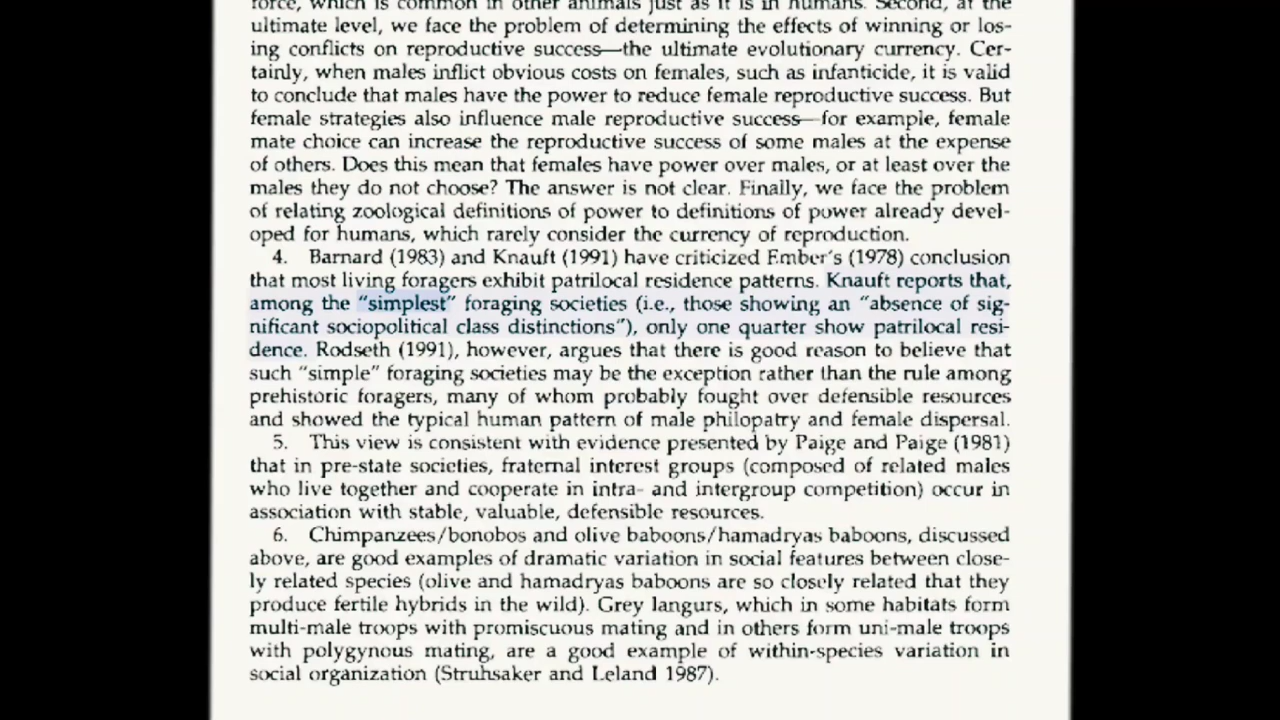 force, which is common in other animals just as it is in humans. Second, at the
ultimate level, we face the problem of determining the effects of winning or los-
ing conflicts on reproductive success—the ultimate evolutionary currency. Cer-
tainly, when males inflict obvious costs on females, such as infanticide, it is valid
to conclude that males have the power to reduce female reproductive success. But
female strategies also influence male reproductive success—for example, female
mate choice can increase the reproductive success of some males at the expense
of others. Does this mean that females have power over males, or at least over the
males they do not choose? The answer is not clear. Finally, we face the problem
of relating zoological definitions of power to definitions of power already devel-
oped for humans, which rarely consider the currency of reproduction.
4. Barnard (1983) and Knauft (1991) have criticized Ember's (1978) conclusion
that most living foragers exhibit patrilocal residence patterns. Knauft reports that,
among the "simplest" foraging societies (i.e., those showing an "absence of sig-
nificant sociopolitical class distinctions"), only one quarter show patrilocal resi-
dence. Rodseth (1991), however, argues that there is good reason to believe that
such "simple" foraging societies may be the exception rather than the rule among
prehistoric foragers, many of whom probably fought over defensible resources
and showed the typical human pattern of male philopatry and female dispersal.
5. This view is consistent with evidence presented by Paige and Paige (1981)
that in pre-state societies, fraternal interest groups (composed of related males
who live together and cooperate in intra- and intergroup competition) occur in
association with stable, valuable, defensible resources.
6. Chimpanzees/bonobos and olive baboons/hamadryas baboons, discussed
above, are good examples of dramatic variation in social features between close-
ly related species (olive and hamadryas baboons are so closely related that they
produce fertile hybrids in the wild). Grey langurs, which in some habitats form
multi-male troops with promiscuous mating and in others form uni-male troops
with polygynous mating, are a good example of within-species variation in
social organization (Struhsaker and Leland 1987).